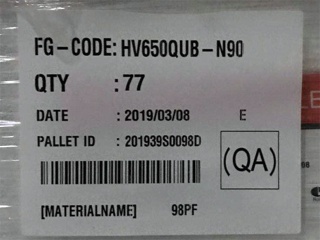 FG-CODE: HV650QUB-N90
QTY : 77
DATE : 2019/03/08 E
PALLET ID : 201939S0098D
(QA)
[MATERIALNAME] 98PF